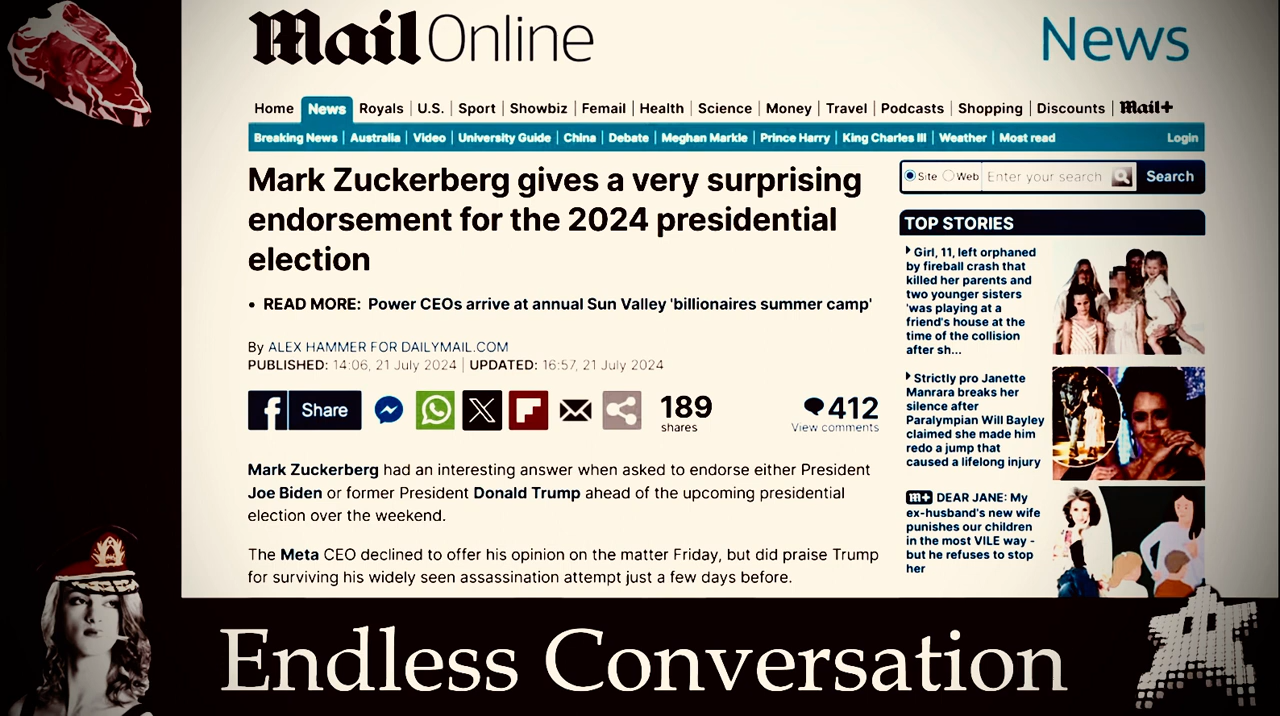 Mail Online
News
Home News Royals U.S. Sport Showbiz Femail Health Science Money Travel Podcasts Shopping Discounts Mail+
Breaking News Australia Video University Guide China Debate Meghan Markle Prince Harry King Charles III Weather Most read Login
Mark Zuckerberg gives a very surprising
endorsement for the 2024 presidential
election
• READ MORE: Power CEOs arrive at annual Sun Valley 'billionaires summer camp'
By ALEX HAMMER FOR DAILYMAIL.COM
PUBLISHED: 14:06, 21 July 2024 | UPDATED: 16:57, 21 July 2024
Share
189
shares
412
View comments
Mark Zuckerberg had an interesting answer when asked to endorse either President
Joe Biden or former President Donald Trump ahead of the upcoming presidential
election over the weekend.
The Meta CEO declined to offer his opinion on the matter Friday, but did praise Trump
for surviving his widely seen assassination attempt just a few days before.
Site Web Enter your search Search
TOP STORIES
Girl, 11, left orphaned
by fireball crash that
killed her parents and
two younger sisters
'was playing at a
friend's house at the
time of the collision
after sh...
Strictly pro Janette
Manrara breaks her
silence after
Paralympian Will Bayley
claimed she made him
redo a jump that
caused a lifelong injury
m+ DEAR JANE: My
ex-husband's new wife
punishes our children
in the most VILE way -
but he refuses to stop
her
Endless Conversation